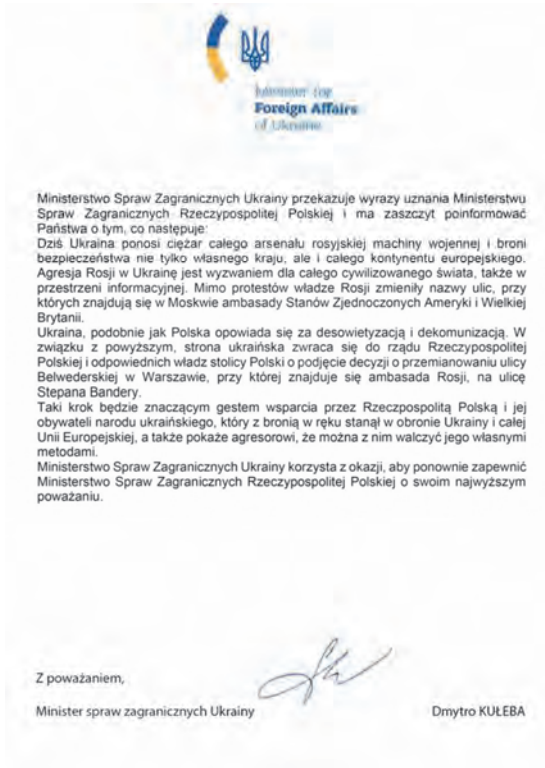 Minister for
Foreign Affairs
of Ukraine
Ministerstwo Spraw Zagranicznych Ukrainy przekazuje wyrazy uznania Ministerstwu
Spraw Zagranicznych Rzeczypospolitej Polskiej i ma zaszczyt poinformować
Państwa o tym, co następuje:
Dziś Ukraina ponosi ciężar całego arsenału rosyjskiej machiny wojennej i broni
bezpieczeństwa nie tylko własnego kraju, ale i całego kontynentu europejskiego.
Agresja Rosji w Ukrainę jest wyzwaniem dla całego cywilizowanego świata, także w
przestrzeni informacyjnej. Mimo protestów władze Rosji zmieniły nazwy ulic, przy
których znajdują się w Moskwie ambasady Stanów Zjednoczonych Ameryki i Wielkiej
Brytanii.
Ukraina, podobnie jak Polska opowiada się za desowietyzacją i dekomunizacją. W
związku z powyższym, strona ukraińska zwraca się do rządu Rzeczypospolitej
Polskiej i odpowiednich władz stolicy Polski o podjęcie decyzji o przemianowaniu ulicy
Belwederskiej w Warszawie, przy której znajduje się ambasada Rosji, na ulicę
Stepana Bandery.
Taki krok będzie znaczącym gestem wsparcia przez Rzeczpospolitą Polską i jej
obywateli narodu ukraińskiego, który z bronią w ręku stanął w obronie Ukrainy i całej
Unii Europejskiej, a także pokaże agresorowi, że można z nim walczyć jego własnymi
metodami.
Ministerstwo Spraw Zagranicznych Ukrainy korzysta z okazji, aby ponownie zapewnić
Ministerstwo Spraw Zagranicznych Rzeczypospolitej Polskiej o swoim najwyższym
poważaniu.
Z poważaniem,
Minister spraw zagranicznych Ukrainy Dmytro KUŁEBA